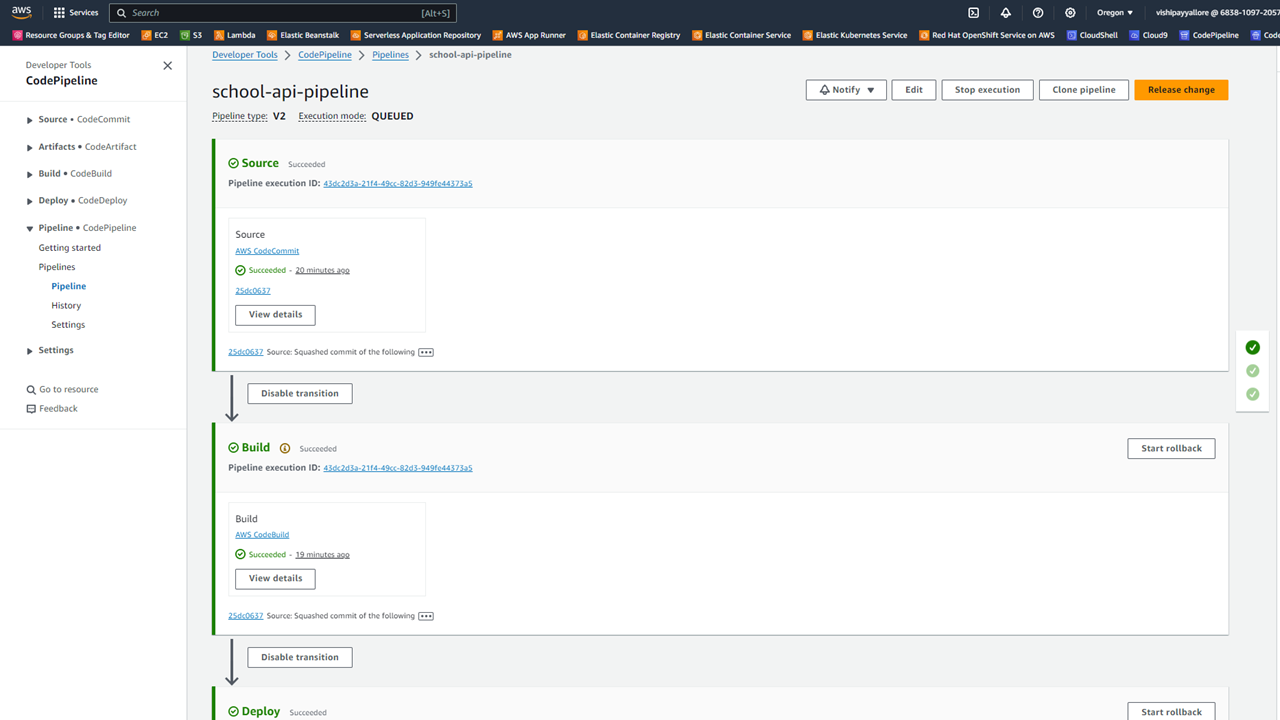 aws
Services
Search
[Alt+S]
Oregon ▼
vishipayyallore @ 6838-1097-2057
Resource Groups & Tag Editor
EC2
S3
Lambda
Elastic Beanstalk
Serverless Application Repository
AWS App Runner
Elastic Container Registry
Elastic Container Service
Elastic Kubernetes Service
Red Hat OpenShift Service on AWS
CloudShell
Cloud9
CodePipeline
Developer Tools
CodePipeline
Source • CodeCommit
Artifacts • CodeArtifact
Build • CodeBuild
Deploy • CodeDeploy
Pipeline • CodePipeline
Getting started
Pipelines
Pipeline
History
Settings
Settings
Go to resource
Feedback
Developer Tools > CodePipeline > Pipelines > school-api-pipeline
school-api-pipeline
Notify ▼
Edit
Stop execution
Clone pipeline
Release change
Pipeline type: V2 Execution mode: QUEUED
Source Succeeded
Pipeline execution ID: 43dc2d3a-21f4-49cc-82d3-949fe44373a5
Source
AWS CodeCommit
Succeeded - 20 minutes ago
25dc0637
View details
25dc0637 Source: Squashed commit of the following •••
Disable transition
Build Succeeded
Start rollback
Pipeline execution ID: 43dc2d3a-21f4-49cc-82d3-949fe44373a5
Build
AWS CodeBuild
Succeeded - 19 minutes ago
View details
25dc0637 Source: Squashed commit of the following •••
Disable transition
Deploy Succeeded
Start rollback